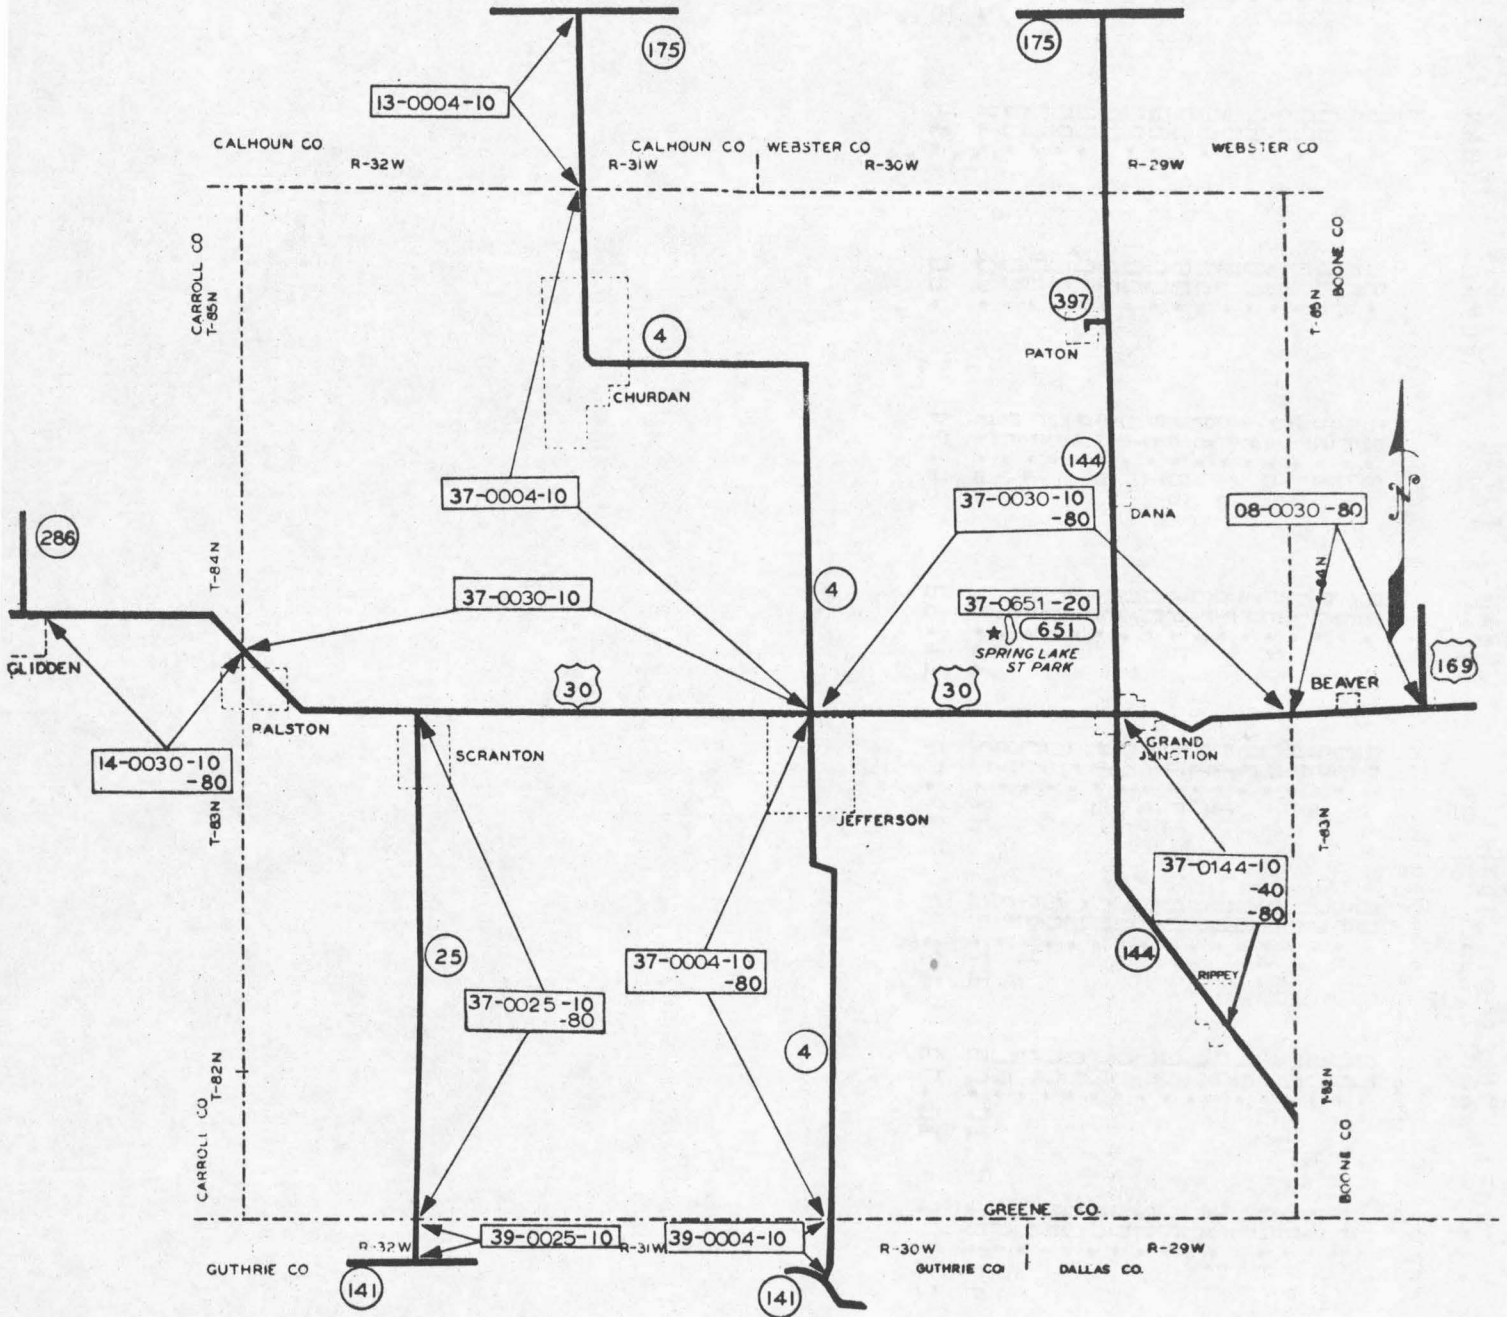 175
175
13-0004-10
CALHOUN CO
CALHOUN CO
WEBSTER CO
WEBSTER CO
R-32W
R-31W
R-30W
R-29W
CARROLL CO
T-85N
BOONE CO
T-85N
397
PATON
4
CHURDAN
144
37-0004-10
37-0030-10
-80
DANA
08-0030-80
N
286
T-84N
T-84N
37-0030-10
4
37-0651-20
651
SPRING LAKE
ST PARK
GLIDDEN
30
30
BEAVER
169
RALSTON
SCRANTON
GRAND
JUNCTION
14-0030-10
-80
JEFFERSON
T-83N
T-83N
37-0144-10
-40
-80
25
37-0004-10
-80
144
RIPPEY
37-0025-10
-80
4
T-82N
T-82N
CARROLL CO
BOONE CO
GREENE CO.
R-32W
39-0025-10
R-31W
39-0004-10
R-30W
R-29W
GUTHRIE CO
GUTHRIE CO
DALLAS CO.
141
141